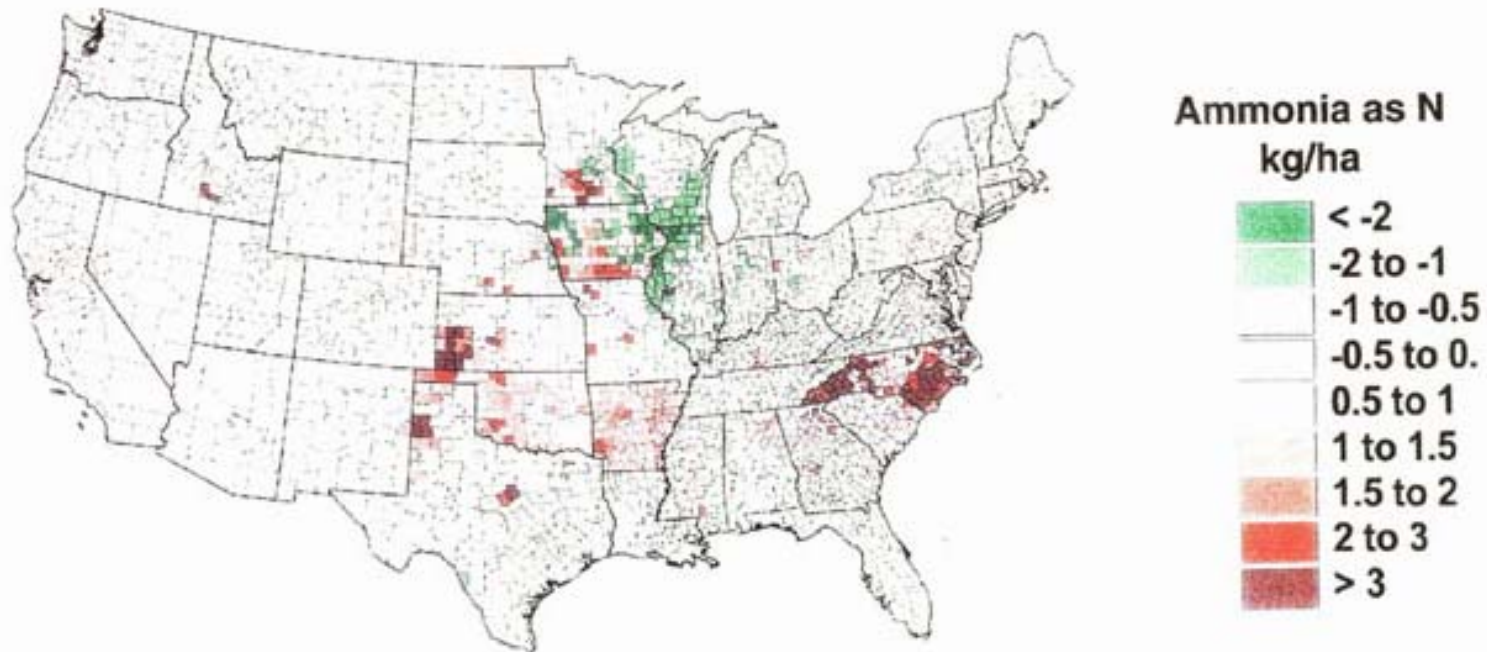 Ammonia as N
kg/ha
< -2
-2 to -1
-1 to -0.5
-0.5 to 0.
0.5 to 1
1 to 1.5
1.5 to 2
2 to 3
> 3